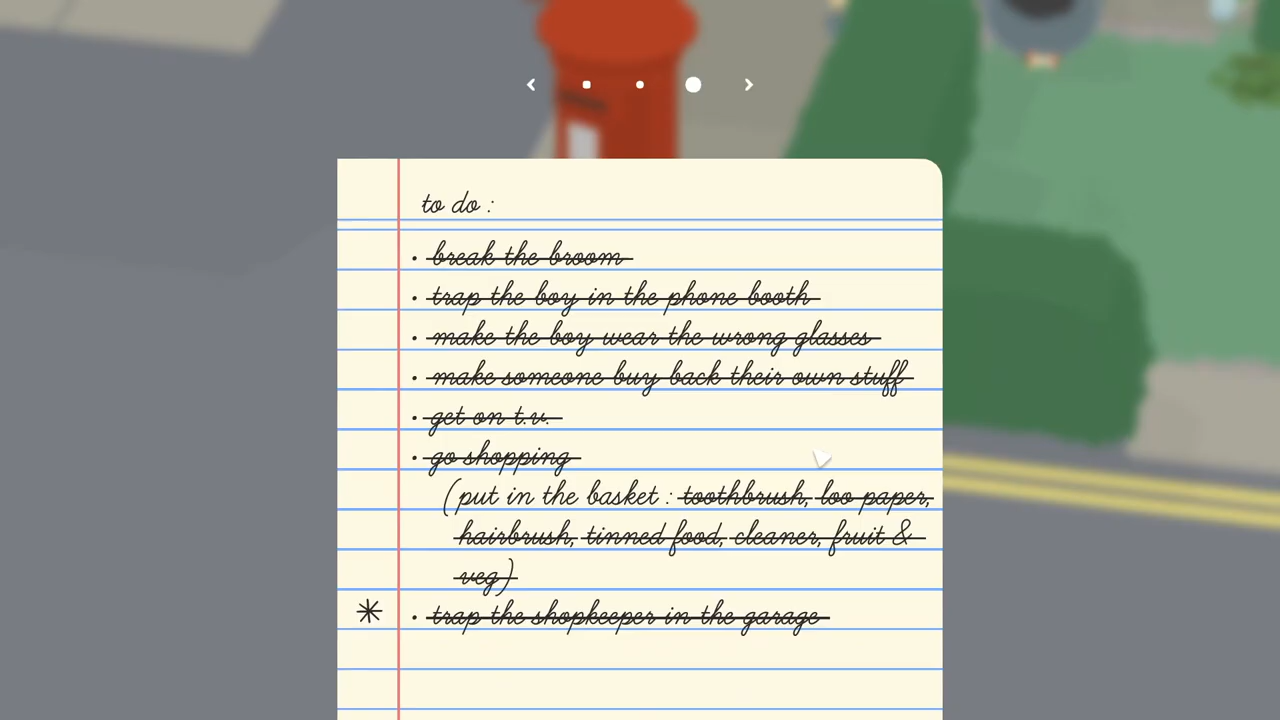 to do :
• break the broom
• trap the boy in the phone booth
• make the boy wear the wrong glasses
• make someone buy back their own stuff
• get on t.v.
• go shopping
(put in the basket : toothbrush, loo paper,
hairbrush, tinned food, cleaner, fruit &
veg)
* • trap the shopkeeper in the garage